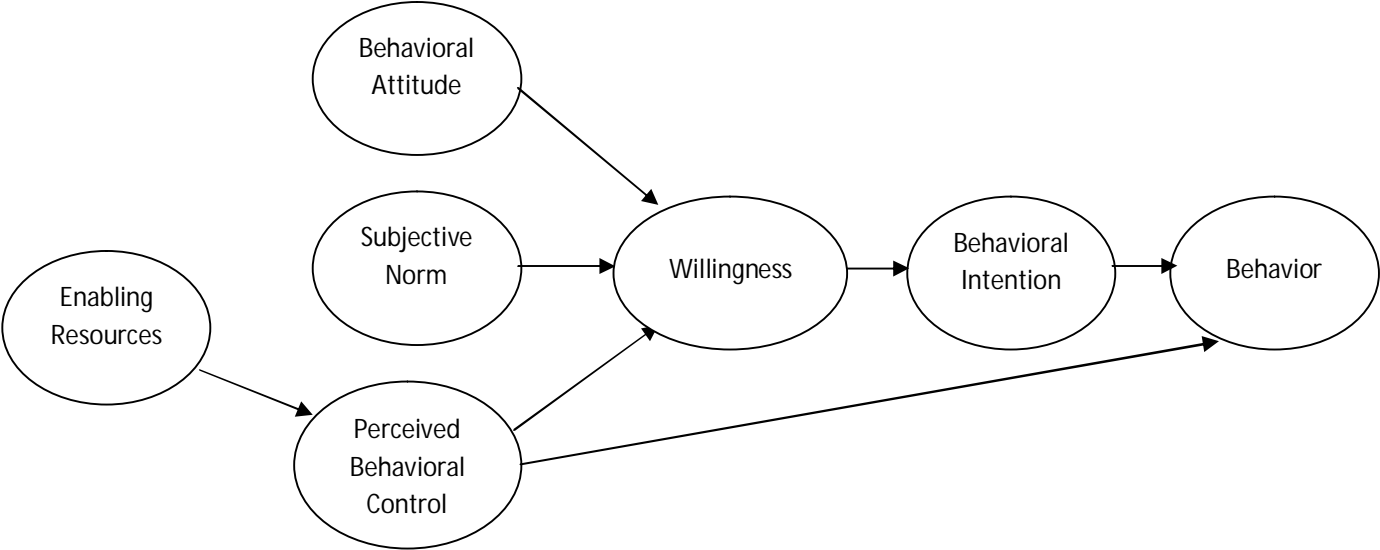 Behavioral
Attitude
Subjective
Norm
Enabling
Resources
Perceived
Behavioral
Control
Willingness
Behavioral
Intention
Behavior